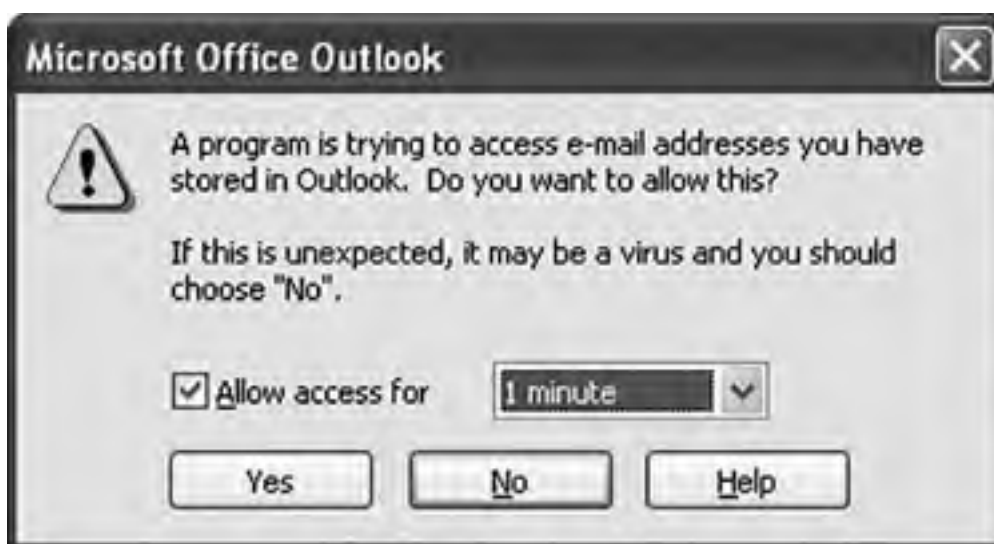 Microsoft Office Outlook
A program is trying to access e-mail addresses you have
stored in Outlook. Do you want to allow this?
If this is unexpected, it may be a virus and you should
choose "No".
Allow access for 1 minute
Yes No Help